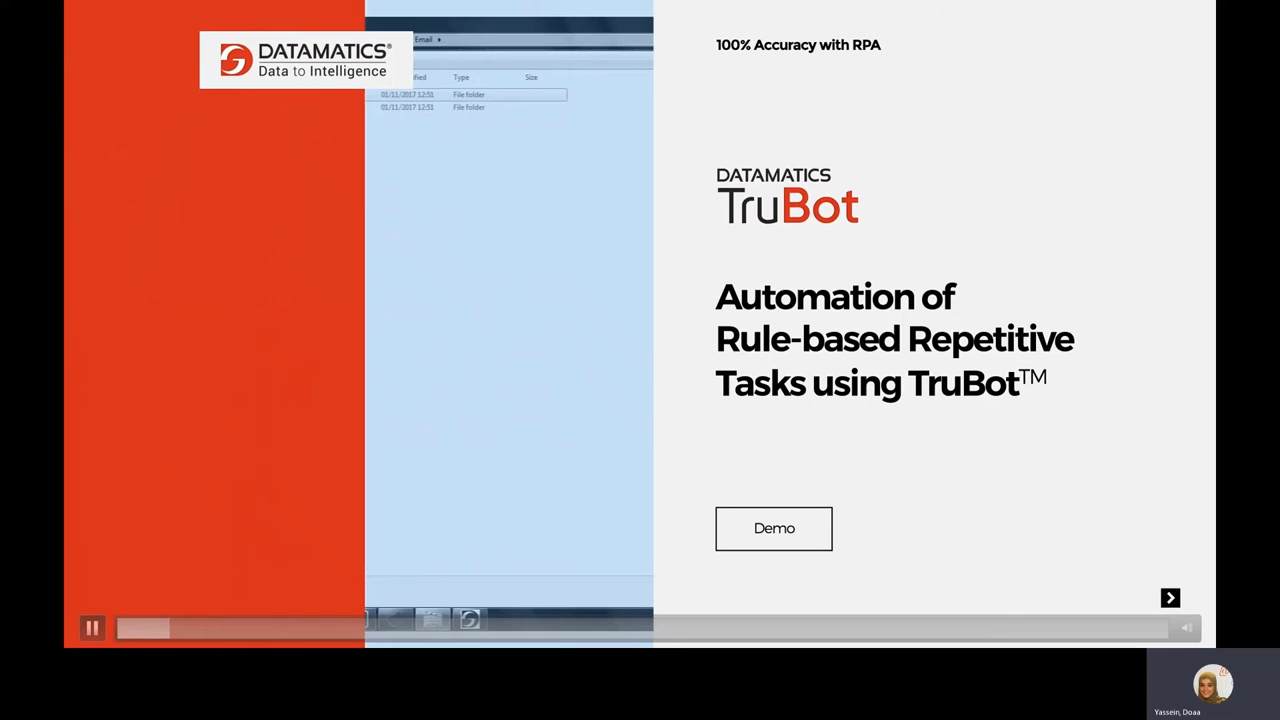 DATAMATICS®
Data to Intelligence
Email
ified Type Size
01/11/2017 12:51 File folder
01/11/2017 12:51 File folder
100% Accuracy with RPA
DATAMATICS
TruBot
Automation of
Rule-based Repetitive
Tasks using TruBot™
Demo
Yassein, Doaa